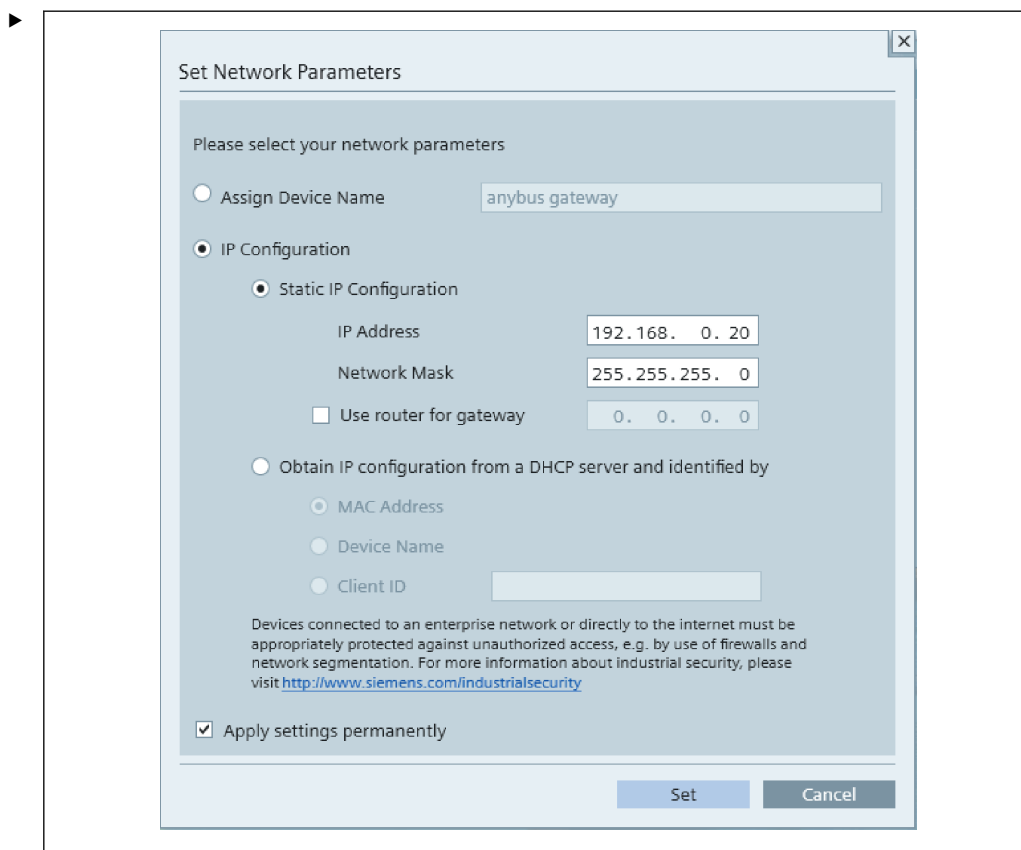 Set Network Parameters
Please select your network parameters
Assign Device Name anybus gateway
IP Configuration
Static IP Configuration
IP Address 192.168. 0. 20
Network Mask 255.255.255. 0
Use router for gateway 0. 0. 0. 0
Obtain IP configuration from a DHCP server and identified by
MAC Address
Device Name
Client ID
Devices connected to an enterprise network or directly to the internet must be
appropriately protected against unauthorized access, e.g. by use of firewalls and
network segmentation. For more information about industrial security, please
visit http://www.siemens.com/industrialsecurity
Apply settings permanently
Set Cancel